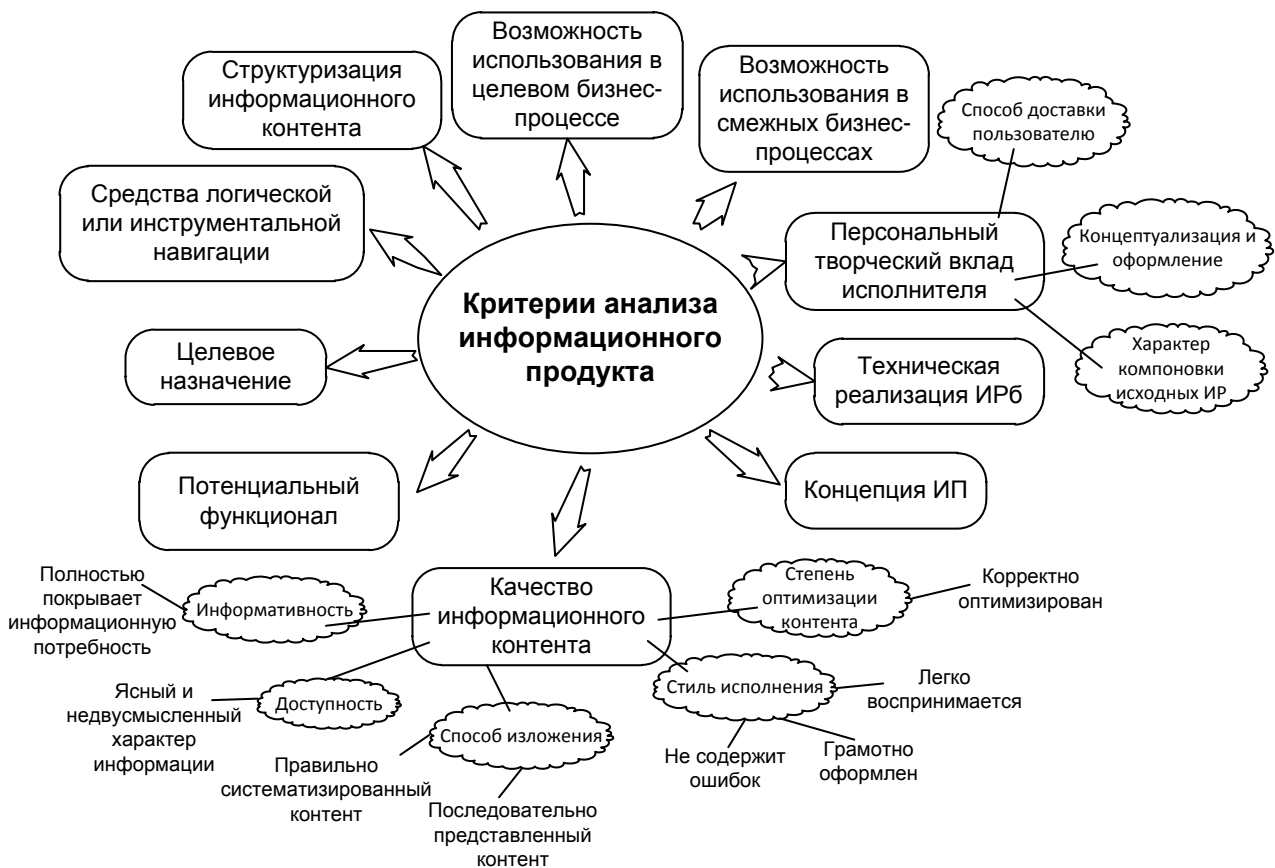 Возможность
использования в
целевом бизнес-
процессе
Структуризация
информационного
контента
Возможность
использования в
смежных бизнес-
процессах
Способ доставки
пользователю
Средства логической
или инструментальной
навигации
Персональный
творческий вклад
исполнителя
Концептуализация и
оформление
Критерии анализа
информационного
продукта
Характер
компоновки
исходных ИР
Целевое
назначение
Техническая
реализация ИРб
Потенциальный
функционал
Концепция ИП
Качество
информационного
контента
Полностью
покрывает
информационную
потребность
Информативность
Степень
оптимизации
контента
Корректно
оптимизирован
Ясный и
недвусмысленный
характер
информации
Доступность
Способ изложения
Правильно
систематизированный
контент
Последовательно
представленный
контент
Стиль исполнения
Легко
воспринимается
Не содержит
ошибок
Грамотно
оформлен